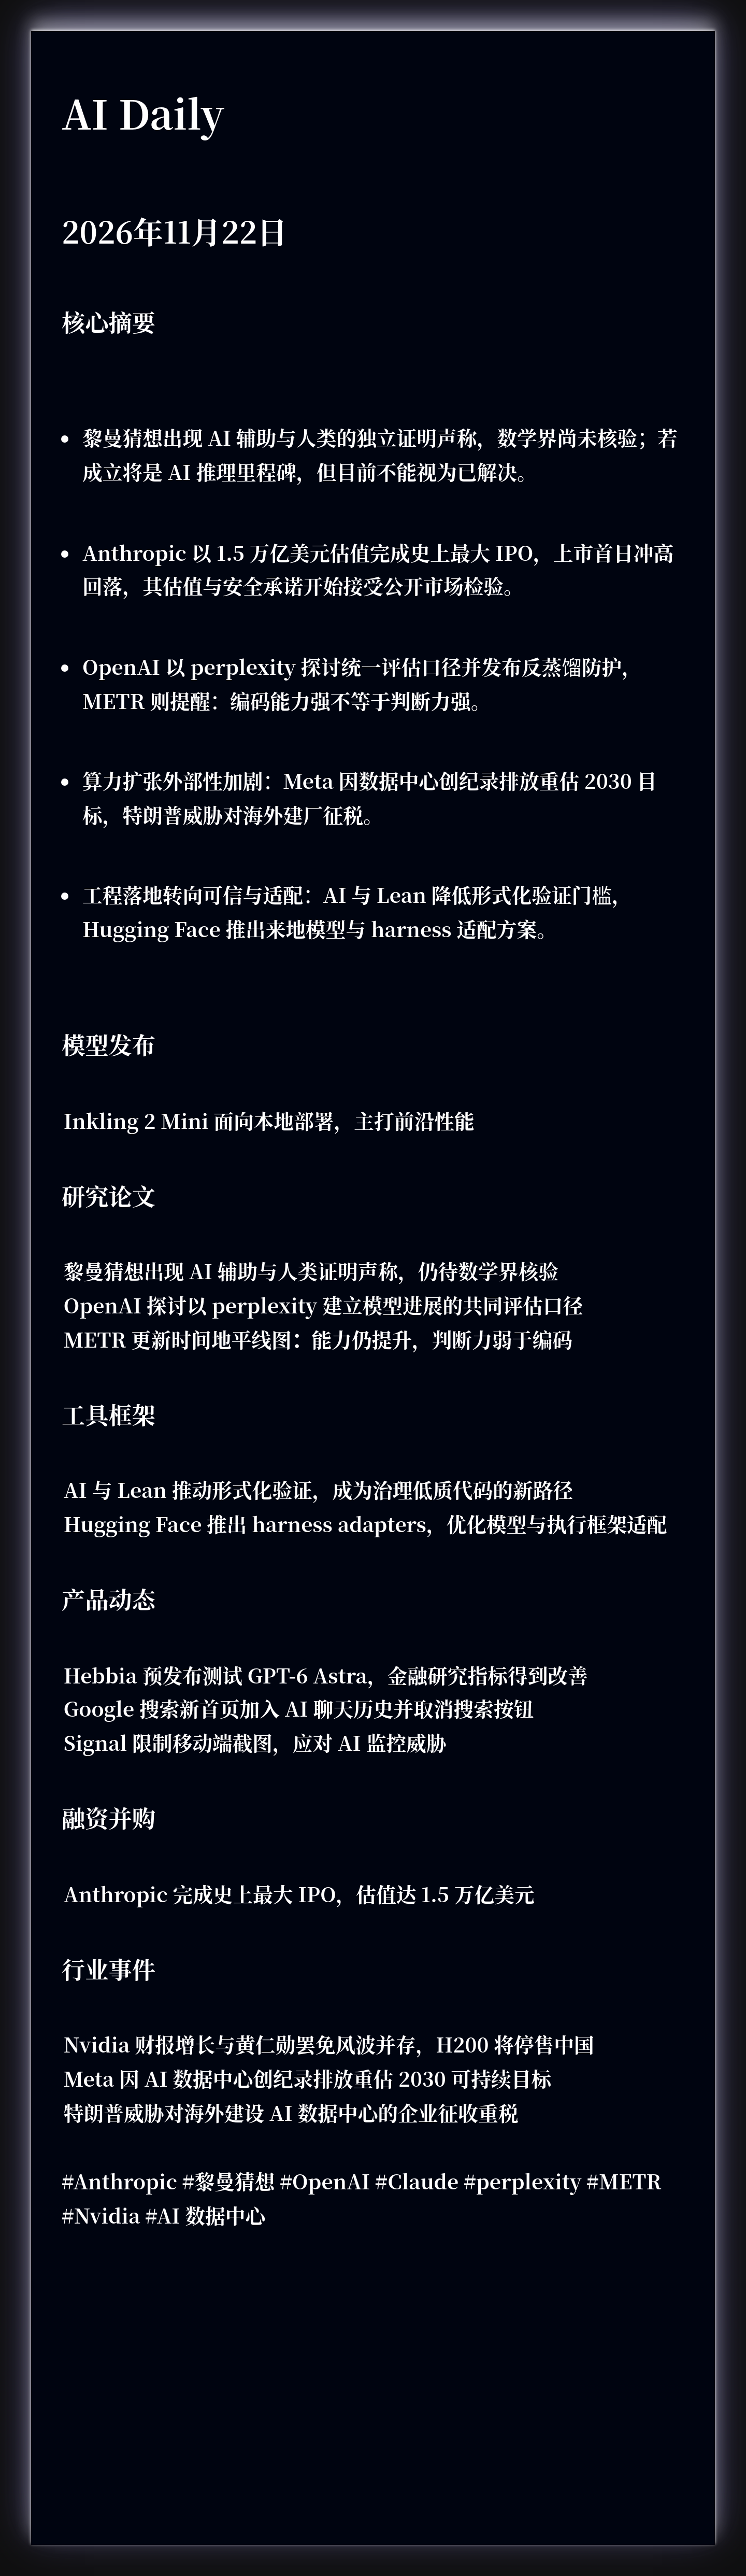 AI Daily
2026年11月22日
核心摘要
• 黎曼猜想出现 AI 辅助与人类的独立证明声称，数学界尚未核验；若
成立将是 AI 推理里程碑，但目前不能视为已解决。
• Anthropic 以 1.5 万亿美元估值完成史上最大 IPO，上市首日冲高
回落，其估值与安全承诺开始接受公开市场检验。
• OpenAI 以 perplexity 探讨统一评估口径并发布反蒸馏防护，
METR 则提醒：编码能力强不等于判断力强。
• 算力扩张外部性加剧：Meta 因数据中心创纪录排放重估 2030 目
标，特朗普威胁对海外建厂征税。
• 工程落地转向可信与适配：AI 与 Lean 降低形式化验证门槛，
Hugging Face 推出来地模型与 harness 适配方案。
模型发布
Inkling 2 Mini 面向本地部署，主打前沿性能
研究论文
黎曼猜想出现 AI 辅助与人类证明声称，仍待数学界核验
OpenAI 探讨以 perplexity 建立模型进展的共同评估口径
METR 更新时间地平线图：能力仍提升，判断力弱于编码
工具框架
AI 与 Lean 推动形式化验证，成为治理低质代码的新路径
Hugging Face 推出 harness adapters，优化模型与执行框架适配
产品动态
Hebbia 预发布测试 GPT-6 Astra，金融研究指标得到改善
Google 搜索新首页加入 AI 聊天历史并取消搜索按钮
Signal 限制移动端截图，应对 AI 监控威胁
融资并购
Anthropic 完成史上最大 IPO，估值达 1.5 万亿美元
行业事件
Nvidia 财报增长与黄仁勋罢免风波并存，H200 将停售中国
Meta 因 AI 数据中心创纪录排放重估 2030 可持续目标
特朗普威胁对海外建设 AI 数据中心的企业征收重税
#Anthropic #黎曼猜想 #OpenAI #Claude #perplexity #METR
#Nvidia #AI 数据中心